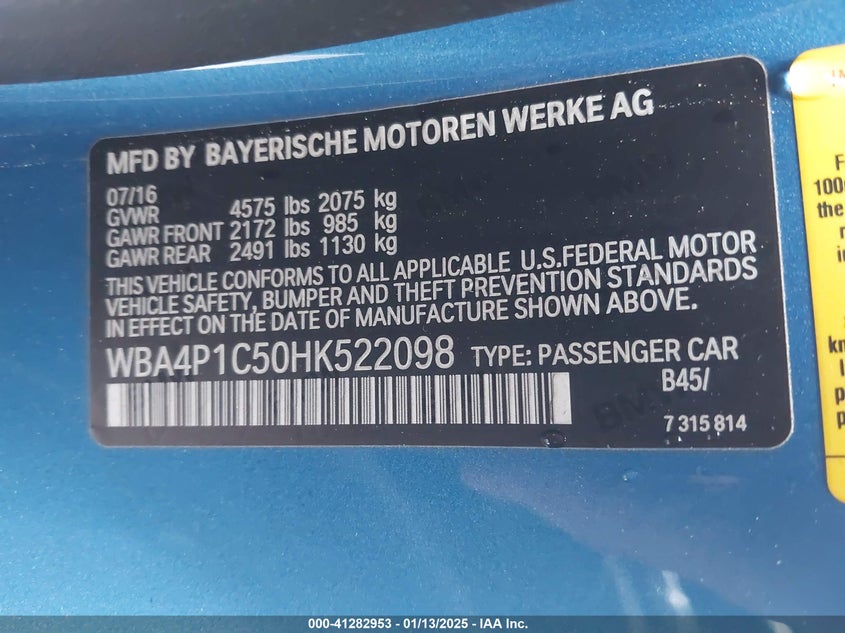 MFD BY BAYERISCHE MOTOREN WERKE AG
07/16
GVWR 4575 lbs 2075 kg
GAWR FRONT 2172 lbs 985 kg
GAWR REAR 2491 lbs 1130 kg
THIS VEHICLE CONFORMS TO ALL APPLICABLE U.S.FEDERAL MOTOR
VEHICLE SAFETY, BUMPER AND THEFT PREVENTION STANDARDS
IN EFFECT ON THE DATE OF MANUFACTURE SHOWN ABOVE.
WBA4P1C50HK522098 TYPE: PASSENGER CAR
B45/
7 315 814
000-41282953 — 01/13/2025 — IAA Inc.